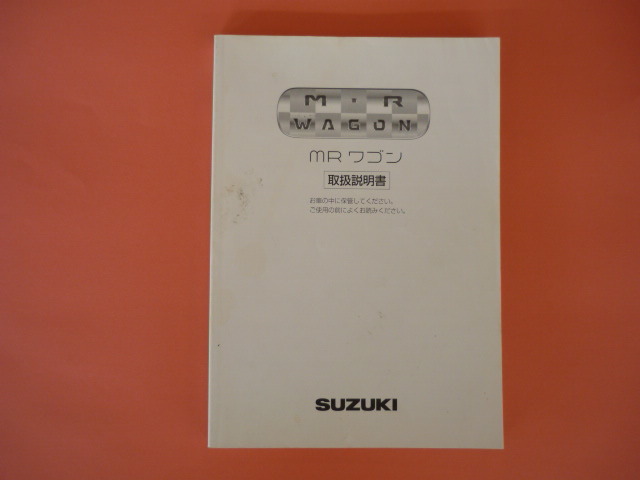 M・R
WAGON
MR ワゴン
取扱説明書
お車の中に保管してください。
ご使用の前によくお読みください。
SUZUKI